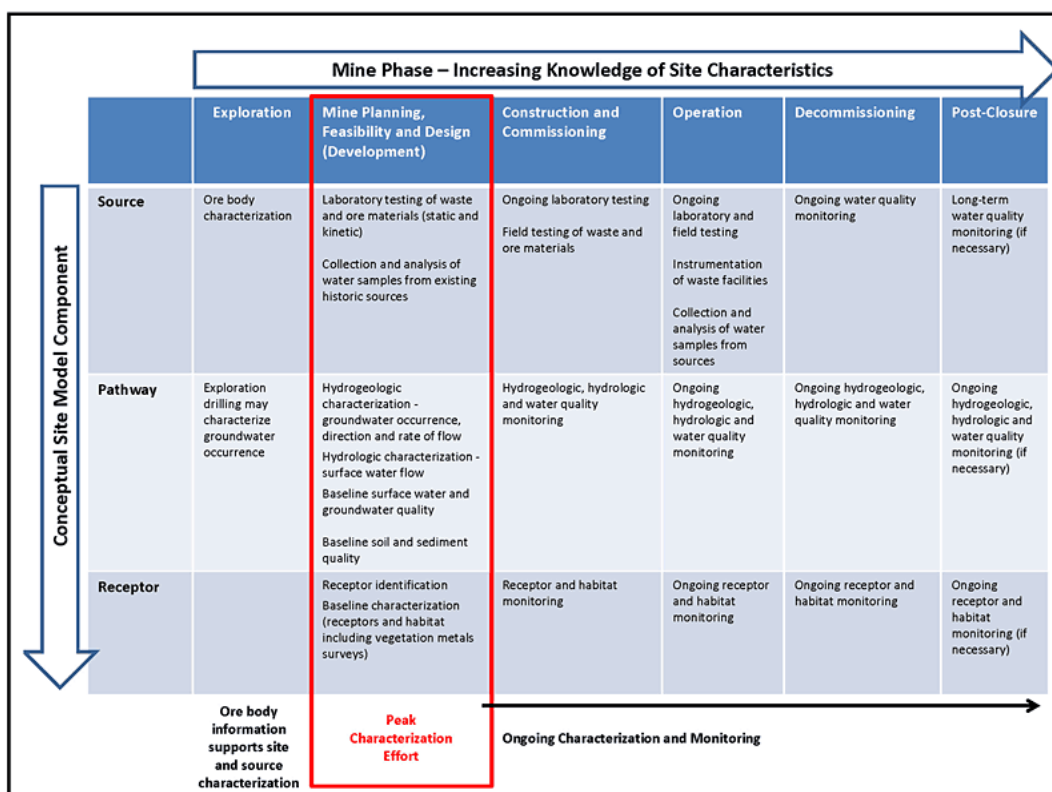 Mine Phase – Increasing Knowledge of Site Characteristics
Conceptual Site Model Component
Exploration
Mine Planning,
Feasibility and Design
(Development)
Construction and
Commissioning
Operation
Decommissioning
Post-Closure
Source
Ore body
characterization
Laboratory testing of waste
and ore materials (static and
kinetic)
Collection and analysis of
water samples from existing
historic sources
Ongoing laboratory testing
Field testing of waste and
ore materials
Ongoing
laboratory and
field testing
Instrumentation
of waste facilities
Collection and
analysis of water
samples from
sources
Ongoing water quality
monitoring
Long-term
water quality
monitoring (if
necessary)
Pathway
Exploration
drilling may
characterize
groundwater
occurrence
Hydrogeologic
characterization -
groundwater occurrence,
direction and rate of flow
Hydrologic characterization -
surface water flow
Baseline surface water and
groundwater quality
Baseline soil and sediment
quality
Hydrogeologic, hydrologic
and water quality
monitoring
Ongoing
hydrogeologic,
hydrologic and
water quality
monitoring
Ongoing hydrogeologic,
hydrologic and water
quality monitoring
Ongoing
hydrogeologic,
hydrologic and
water quality
monitoring (if
necessary)
Receptor
Receptor identification
Baseline characterization
(receptors and habitat
including vegetation metals
surveys)
Receptor and habitat
monitoring
Ongoing receptor
and habitat
monitoring
Ongoing receptor and
habitat monitoring
Ongoing
receptor and
habitat
monitoring (if
necessary)
Ore body
information
supports site
and source
characterization
Peak
Characterization
Effort
Ongoing Characterization and Monitoring